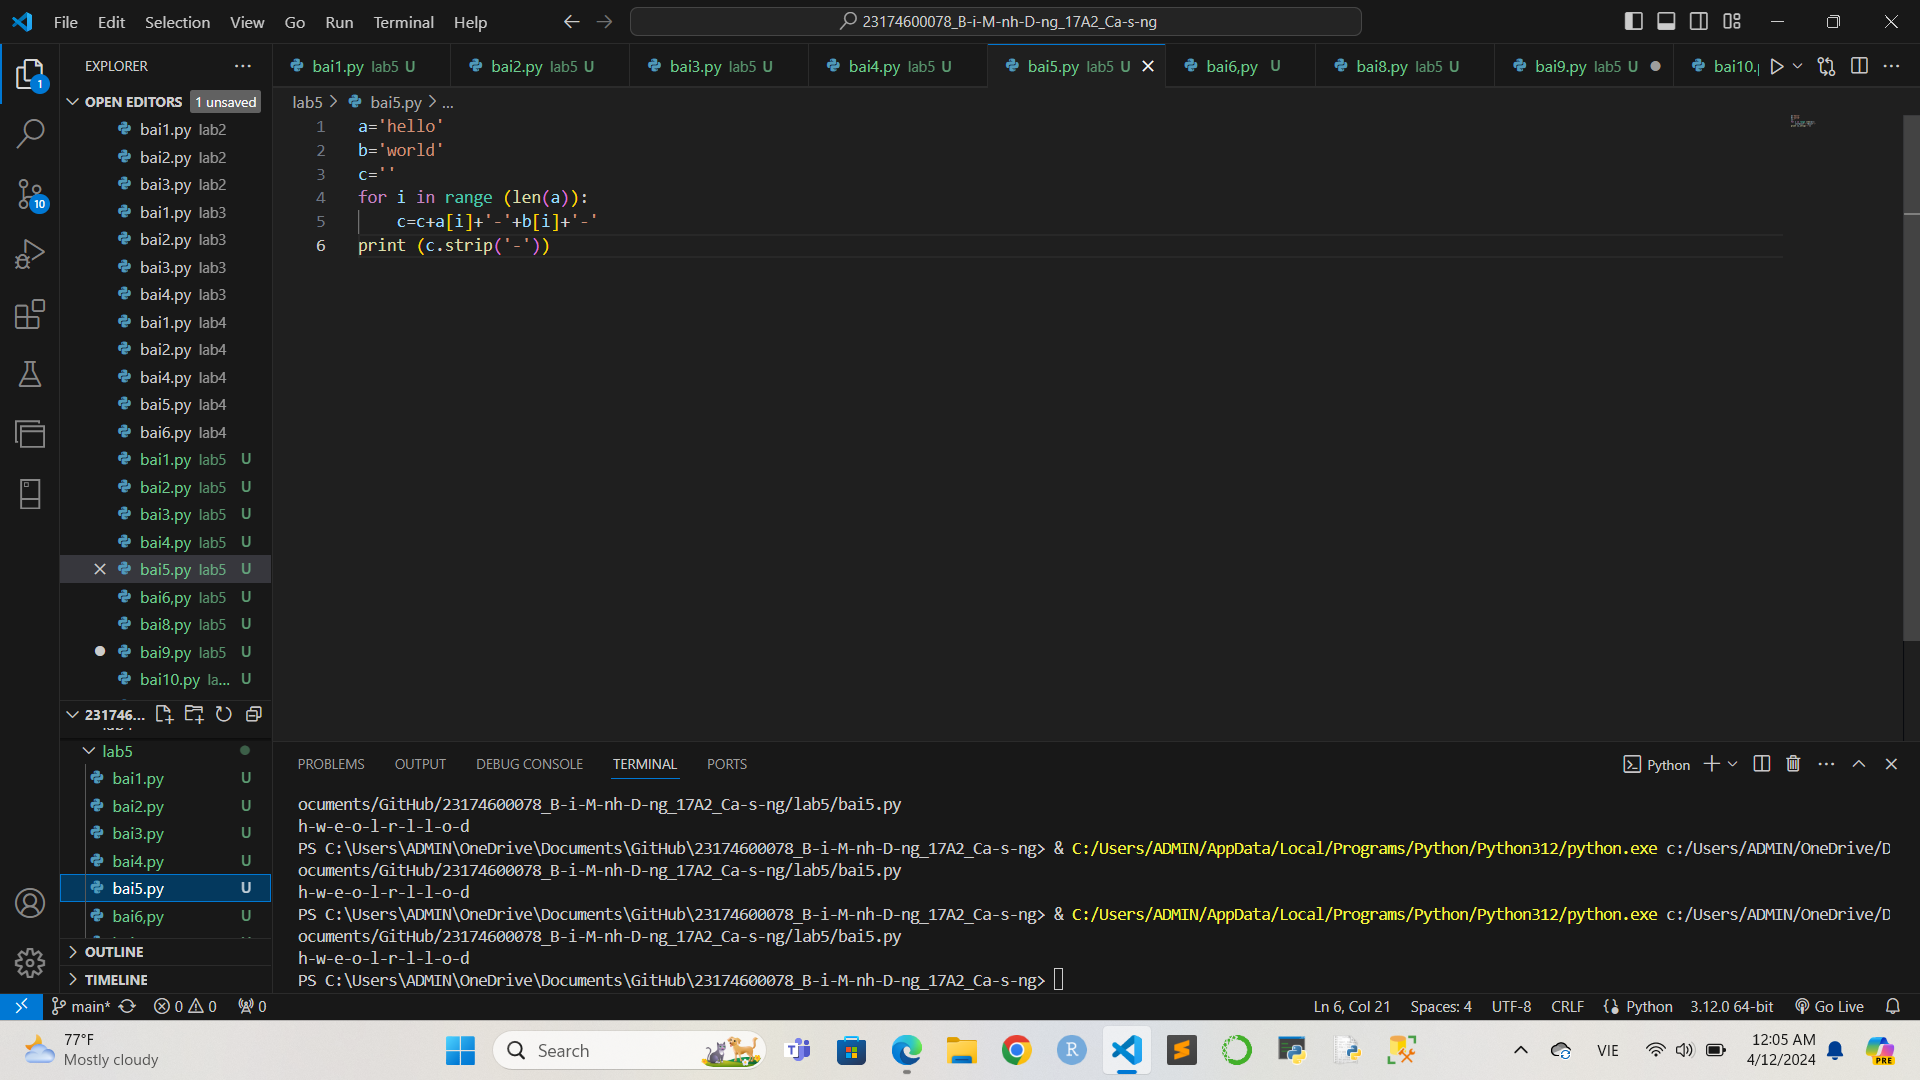 File Edit Selection View Go Run Terminal Help
23174600078_B-i-M-nh-D-ng_17A2_Ca-s-ng
EXPLORER
OPEN EDITORS 1 unsaved
bai1.py lab2
bai2.py lab2
bai3.py lab2
bai1.py lab3
bai2.py lab3
bai3.py lab3
bai4.py lab3
bai1.py lab4
bai2.py lab4
bai4.py lab4
bai5.py lab4
bai6.py lab4
bai1.py lab5 U
bai2.py lab5 U
bai3.py lab5 U
bai4.py lab5 U
bai5.py lab5 U
bai6,py lab5 U
bai8.py lab5 U
bai9.py lab5 U
bai10.py la... U
231746...
lab5
bai1.py U
bai2.py U
bai3.py U
bai4.py U
bai5.py U
bai6,py U
OUTLINE
TIMELINE
1
10
bai1.py lab5 U bai2.py lab5 U bai3.py lab5 U bai4.py lab5 U bai5.py lab5 U bai6,py U bai8.py lab5 U bai9.py lab5 U bai10.p
lab5 > bai5.py > ...
1 a='hello'
2 b='world'
3 c=''
4 for i in range (len(a)):
5 c=c+a[i]+'-'+b[i]+'-'
6 print (c.strip('-'))
PROBLEMS OUTPUT DEBUG CONSOLE TERMINAL PORTS
Python
ocuments/GitHub/23174600078_B-i-M-nh-D-ng_17A2_Ca-s-ng/lab5/bai5.py
h-w-e-o-l-r-l-l-o-d
PS C:\Users\ADMIN\OneDrive\Documents\GitHub\23174600078_B-i-M-nh-D-ng_17A2_Ca-s-ng> & C:/Users/ADMIN/AppData/Local/Programs/Python/Python312/python.exe c:/Users/ADMIN/OneDrive/D
ocuments/GitHub/23174600078_B-i-M-nh-D-ng_17A2_Ca-s-ng/lab5/bai5.py
h-w-e-o-l-r-l-l-o-d
PS C:\Users\ADMIN\OneDrive\Documents\GitHub\23174600078_B-i-M-nh-D-ng_17A2_Ca-s-ng> & C:/Users/ADMIN/AppData/Local/Programs/Python/Python312/python.exe c:/Users/ADMIN/OneDrive/D
ocuments/GitHub/23174600078_B-i-M-nh-D-ng_17A2_Ca-s-ng/lab5/bai5.py
h-w-e-o-l-r-l-l-o-d
PS C:\Users\ADMIN\OneDrive\Documents\GitHub\23174600078_B-i-M-nh-D-ng_17A2_Ca-s-ng>
main* 0 0 0
Ln 6, Col 21 Spaces: 4 UTF-8 CRLF Python 3.12.0 64-bit Go Live
77°F
Mostly cloudy
Search
R
VIE
12:05 AM
4/12/2024
PRE